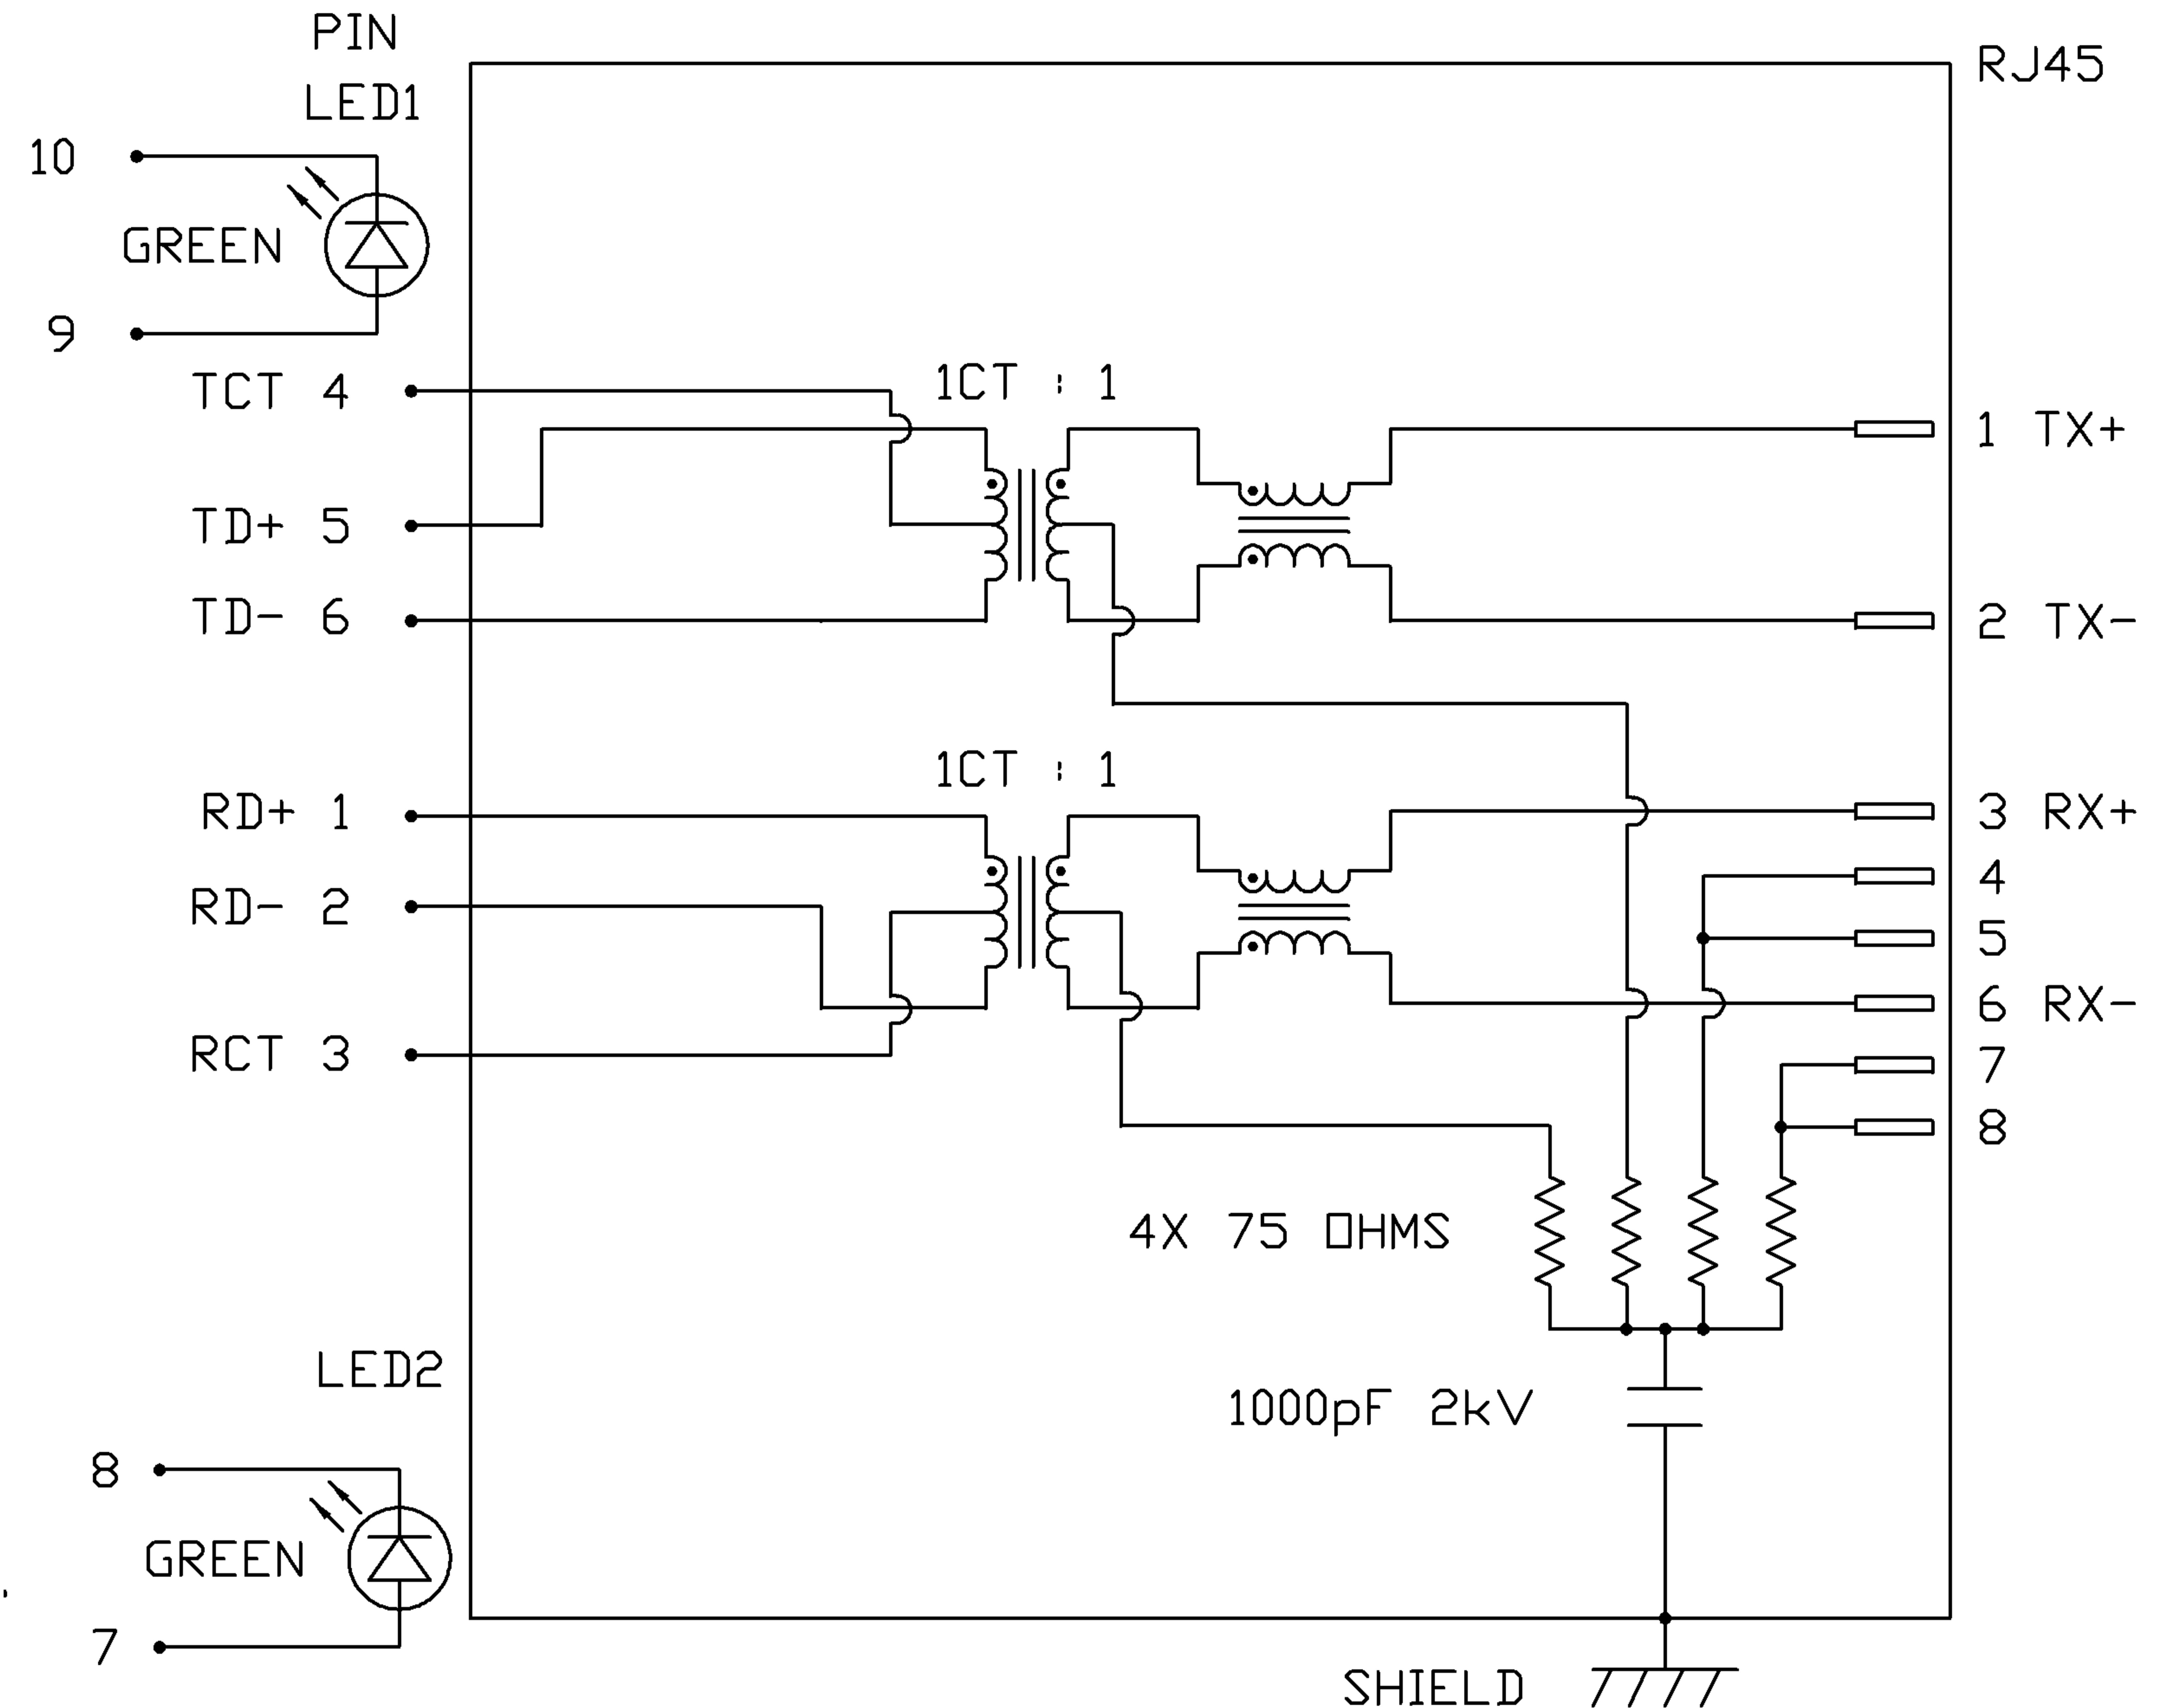 PIN
RJ45
LED1
10
GREEN
9
TCT 4
1CT : 1
1 TX+
TD+ 5
TD- 6
2 TX-
1CT : 1
RD+ 1
3 RX+
4
RD- 2
5
6 RX-
RCT 3
7
8
4X 75 OHMS
LED2
1000pF 2kV
8
GREEN
7
SHIELD